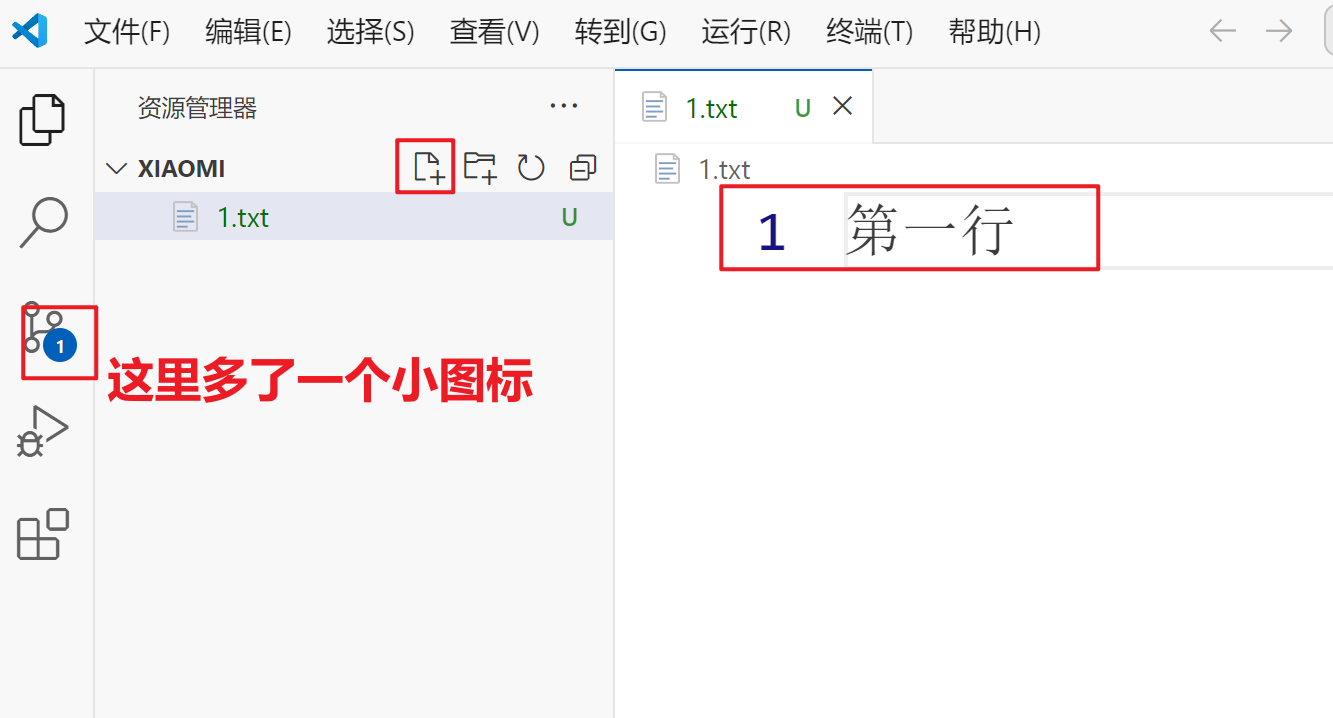 文件(F) 编辑(E) 选择(S) 查看(V) 转到(G) 运行(R) 终端(T) 帮助(H)
资源管理器
XIAOMI
1.txt U
1.txt U
1.txt
1 第一行
1
这里多了一个小图标